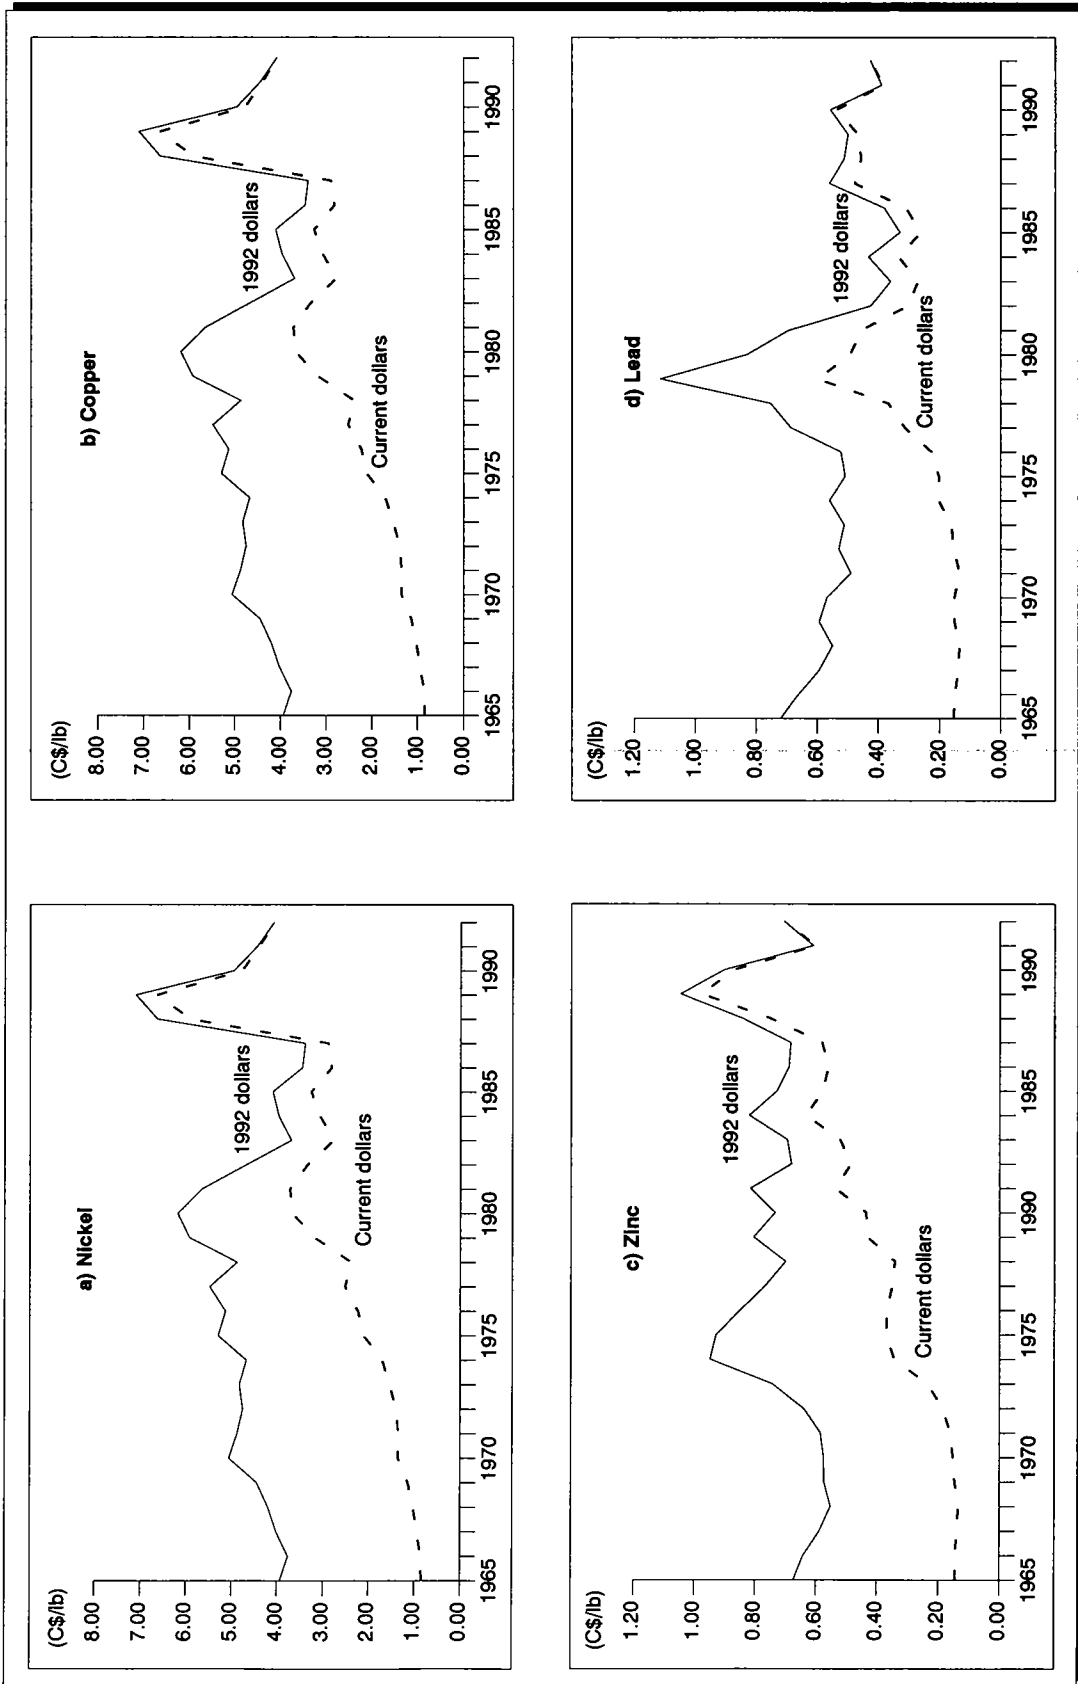 a) Nickel
(C$/lb)
8.00
7.00
6.00
5.00
4.00
3.00
2.00
1.00
0.00
1992 dollars
Current dollars
1965 1970 1975 1980 1985 1990
b) Copper
(C$/lb)
8.00
7.00
6.00
5.00
4.00
3.00
2.00
1.00
0.00
1992 dollars
Current dollars
1965 1970 1975 1980 1985 1990
c) Zinc
(C$/lb)
1.20
1.00
0.80
0.60
0.40
0.20
0.00
1992 dollars
Current dollars
1965 1970 1975 1980 1990 1985 1990
d) Lead
(C$/lb)
1.20
1.00
0.80
0.60
0.40
0.20
0.00
1992 dollars
Current dollars
1965 1970 1975 1980 1985 1990